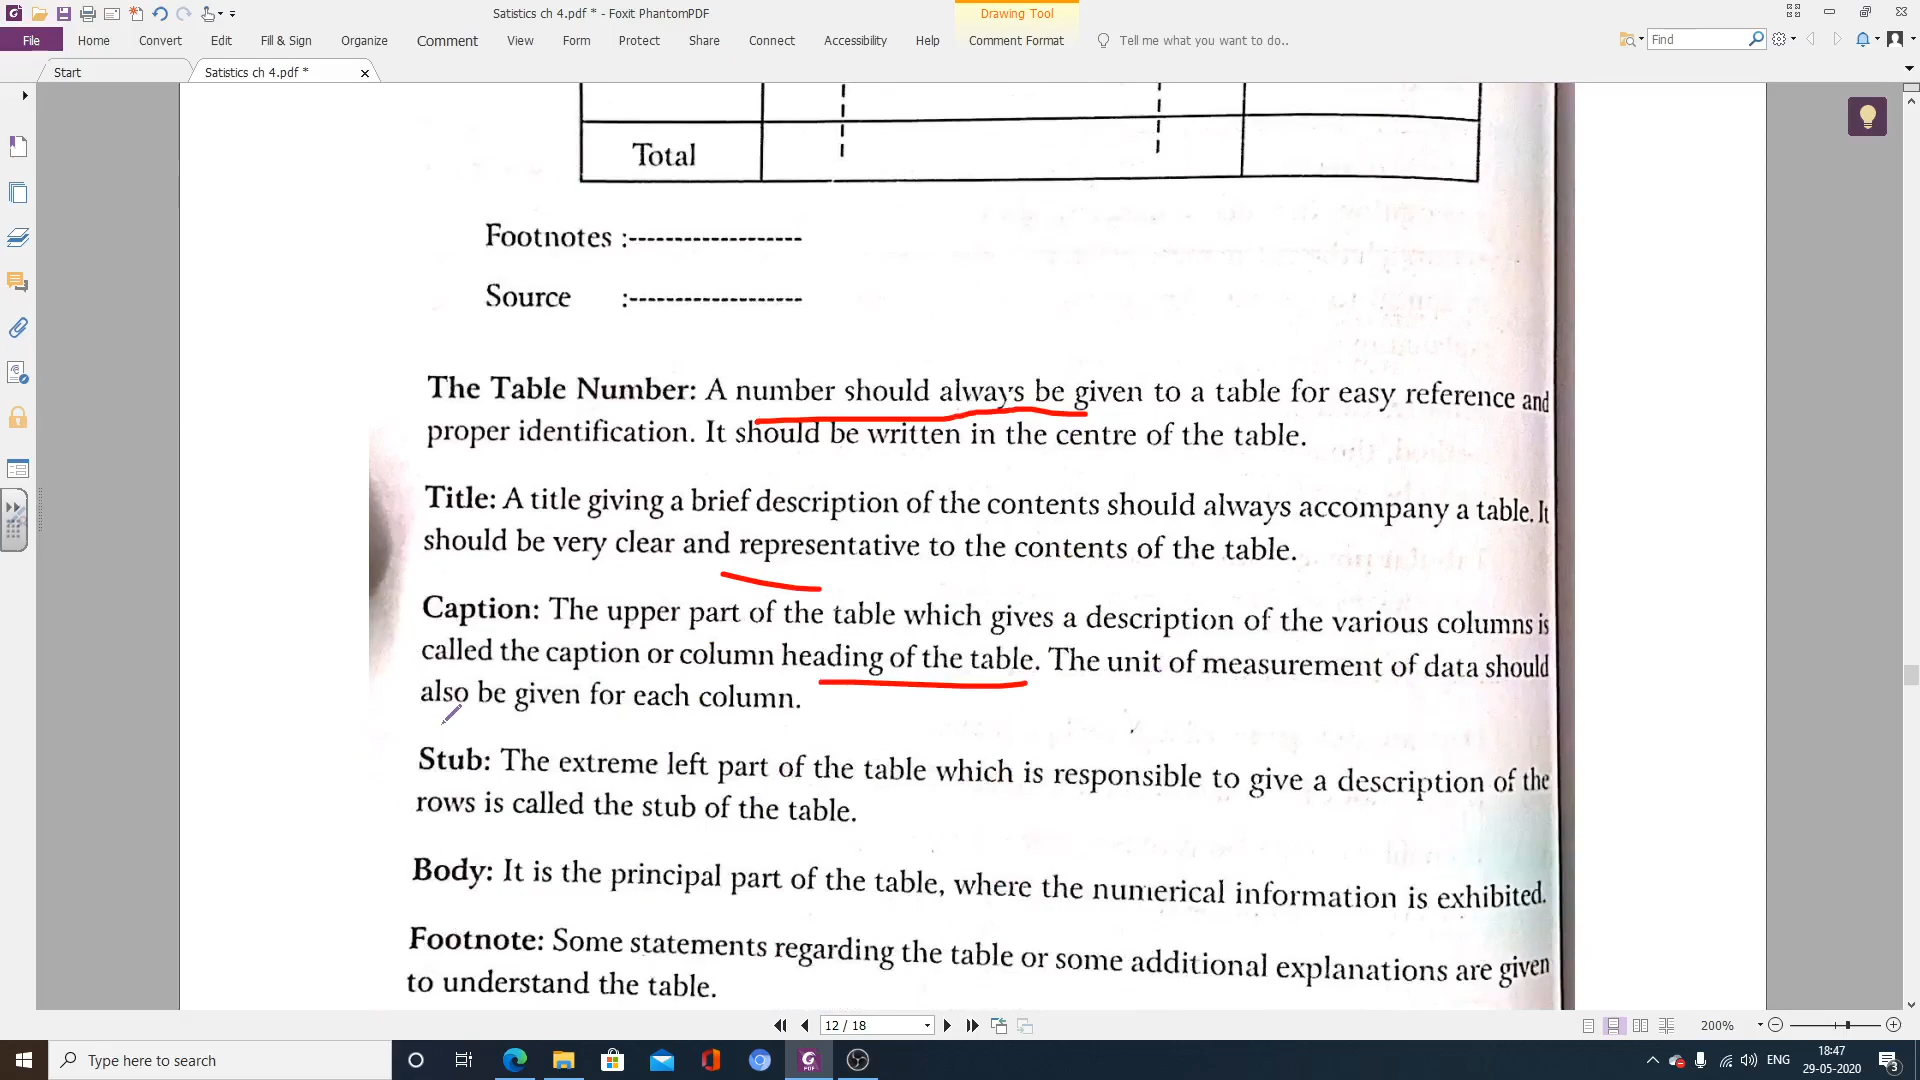 Satistics ch 4.pdf * - Foxit PhantomPDF
Drawing Tool
File Home Convert Edit Fill & Sign Organize Comment View Form Protect Share Connect Accessibility Help Comment Format Tell me what you want to do.. Find
Start Satistics ch 4.pdf *
Total
Footnotes :-------------------
Source :-------------------
The Table Number: A number should always be given to a table for easy reference and
proper identification. It should be written in the centre of the table.
Title: A title giving a brief description of the contents should always accompany a table. It
should be very clear and representative to the contents of the table.
Caption: The upper part of the table which gives a description of the various columns is
called the caption or column heading of the table. The unit of measurement of data should
also be given for each column.
Stub: The extreme left part of the table which is responsible to give a description of the
rows is called the stub of the table.
Body: It is the principal part of the table, where the numerical information is exhibited.
Footnote: Some statements regarding the table or some additional explanations are given
to understand the table.
12 / 18
200%
Type here to search
ENG
18:47
29-05-2020
3